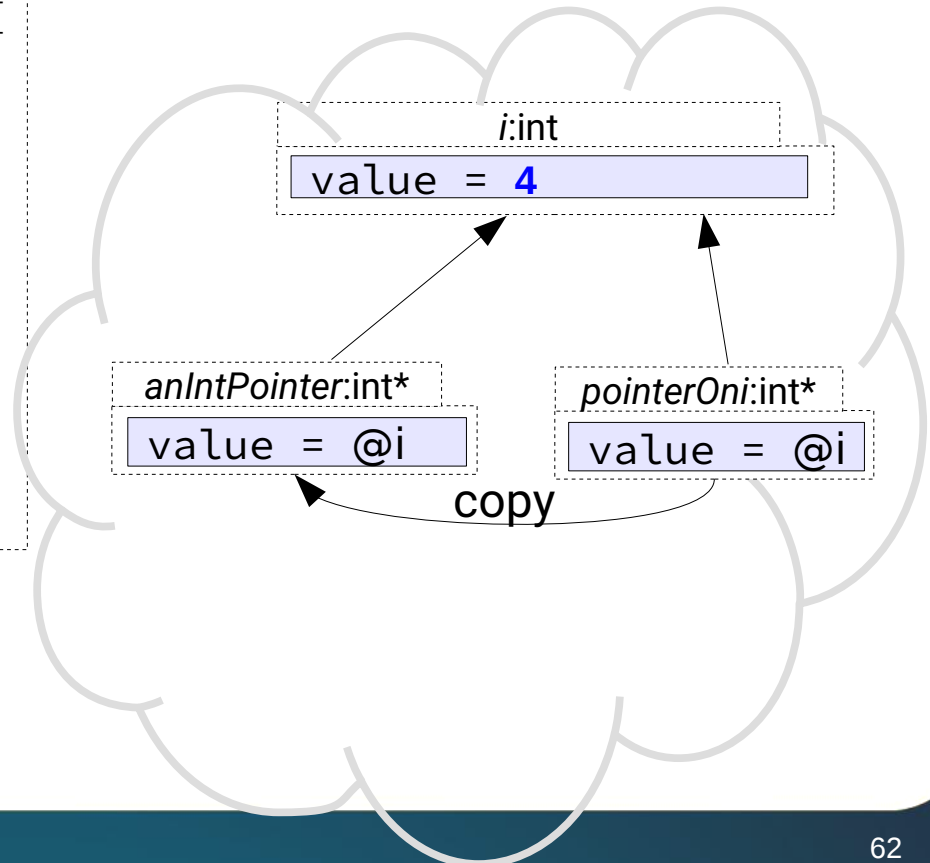 i:int
value = 4
anIntPointer:int*
pointerOni:int*
value = @i
value = @i
copy
62